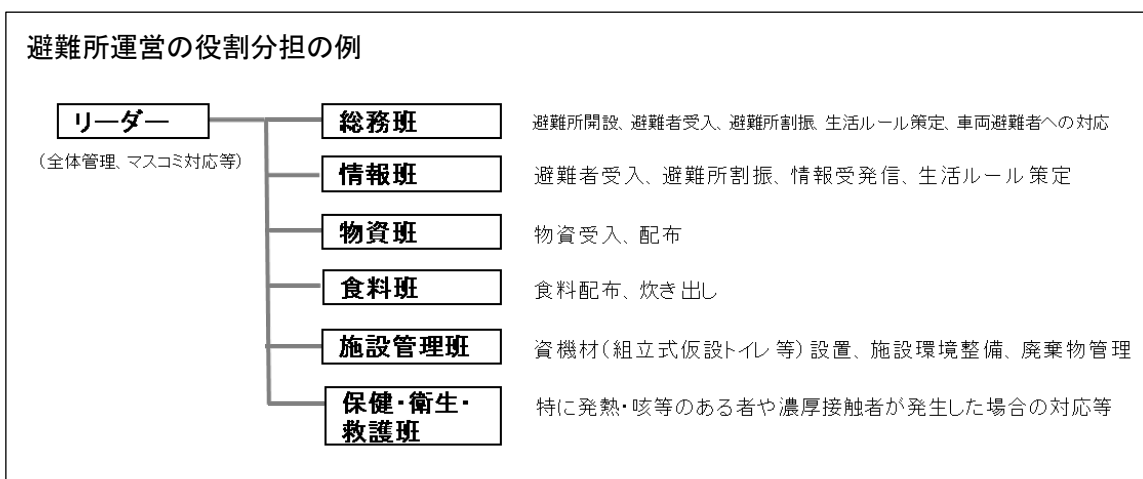 避難所運営の役割分担の例
リーダー
（全体管理、マスコミ対応等）
総務班
避難所開設、避難者受入、避難所割振、生活ルール策定、車両避難者への対応
情報班
避難者受入、避難所割振、情報受発信、生活ルール策定
物資班
物資受入、配布
食料班
食料配布、炊き出し
施設管理班
資機材（組立式仮設トイレ等）設置、施設環境整備、廃棄物管理
保健・衛生・
救護班
特に発熱・咳等のある者や濃厚接触者が発生した場合の対応等